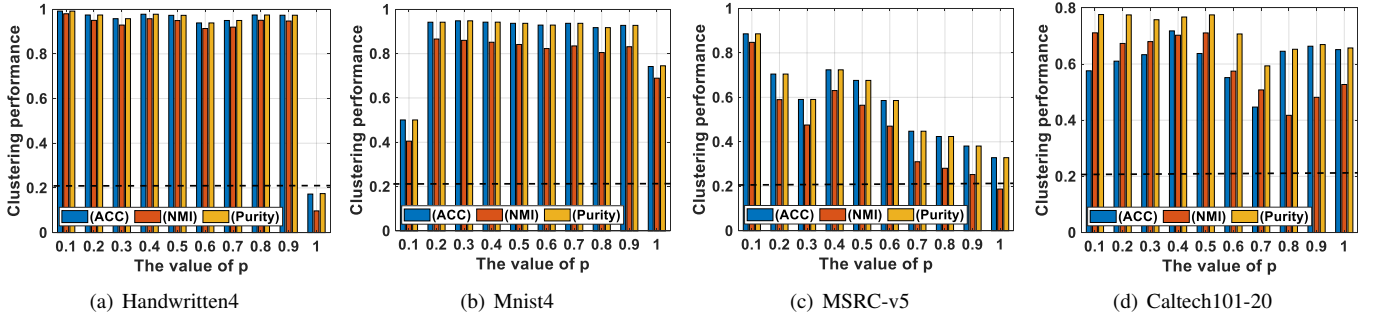 Clustering performance
1
0.8
0.6
0.4
0.2
0
(ACC) (NMI) (Purity)
0.1 0.2 0.3 0.4 0.5 0.6 0.7 0.8 0.9 1
The value of p
(a) Handwritten4
Clustering performance
1
0.8
0.6
0.4
0.2
0
(ACC) (NMI) (Purity)
0.1 0.2 0.3 0.4 0.5 0.6 0.7 0.8 0.9 1
The value of p
(b) Mnist4
Clustering performance
1
0.8
0.6
0.4
0.2
0
(ACC) (NMI) (Purity)
0.1 0.2 0.3 0.4 0.5 0.6 0.7 0.8 0.9 1
The value of p
(c) MSRC-v5
Clustering performance
0.8
0.6
0.4
0.2
0
(ACC) (NMI) (Purity)
0.1 0.2 0.3 0.4 0.5 0.6 0.7 0.8 0.9 1
The value of p
(d) Caltech101-20